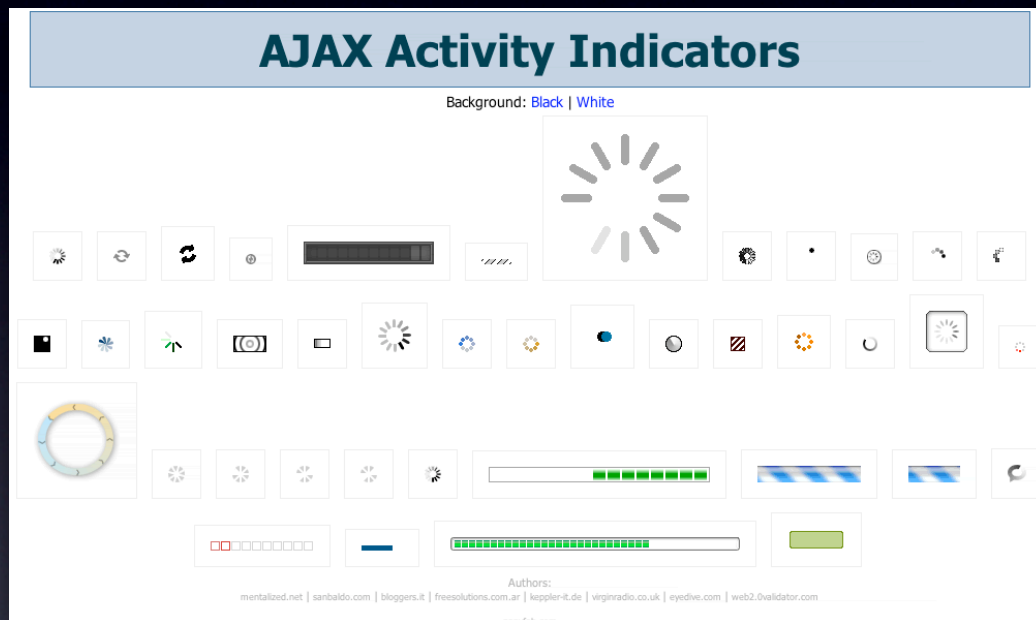 AJAX Activity Indicators
Background: Black | White
Authors:
mentalized.net | sanbaldo.com | bloggers.it | freesolutions.com.ar | keppler-it.de | virginradio.co.uk | eyedive.com | web2.0validator.com